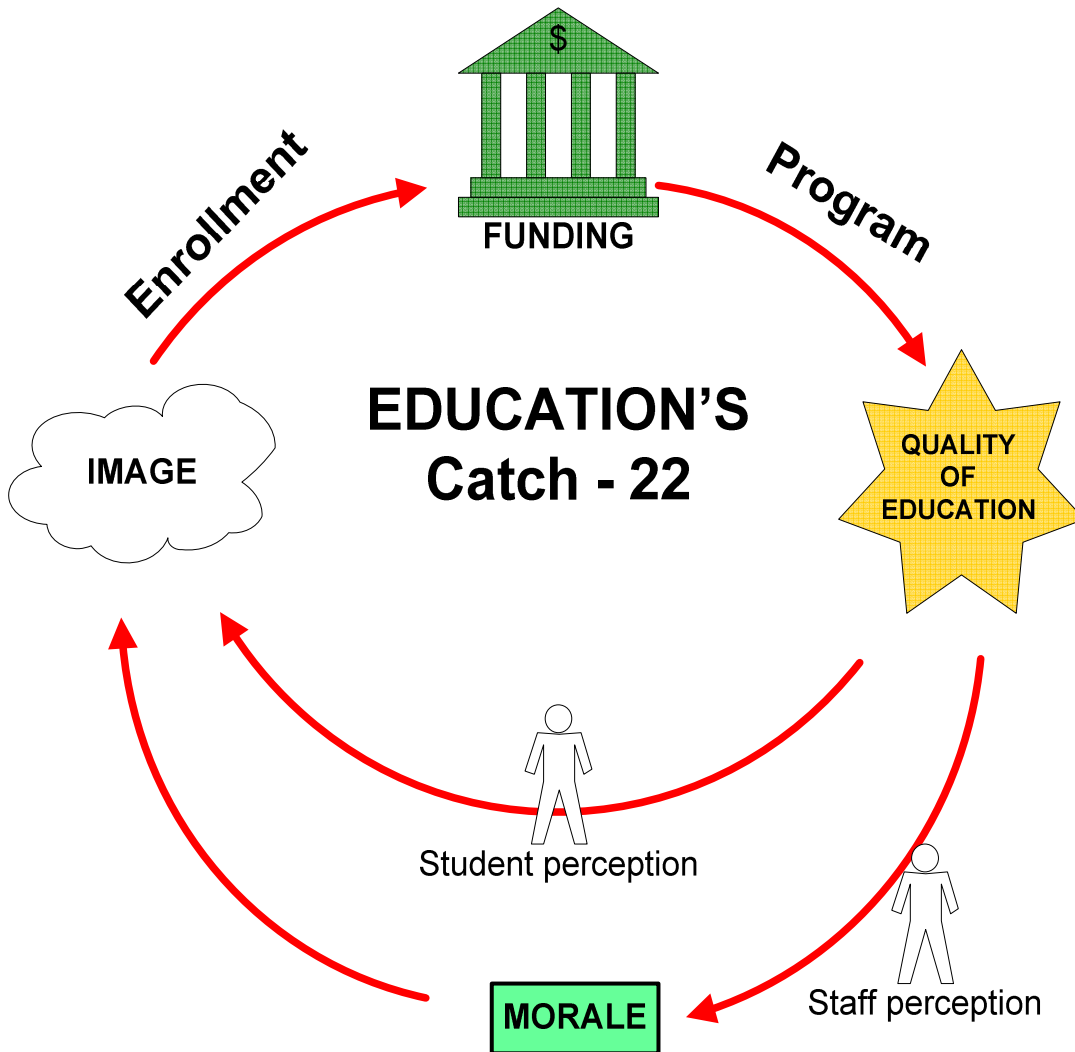 $
FUNDING
Enrollment
Program
EDUCATION'S
Catch - 22
IMAGE
QUALITY
OF
EDUCATION
Student perception
Staff perception
MORALE